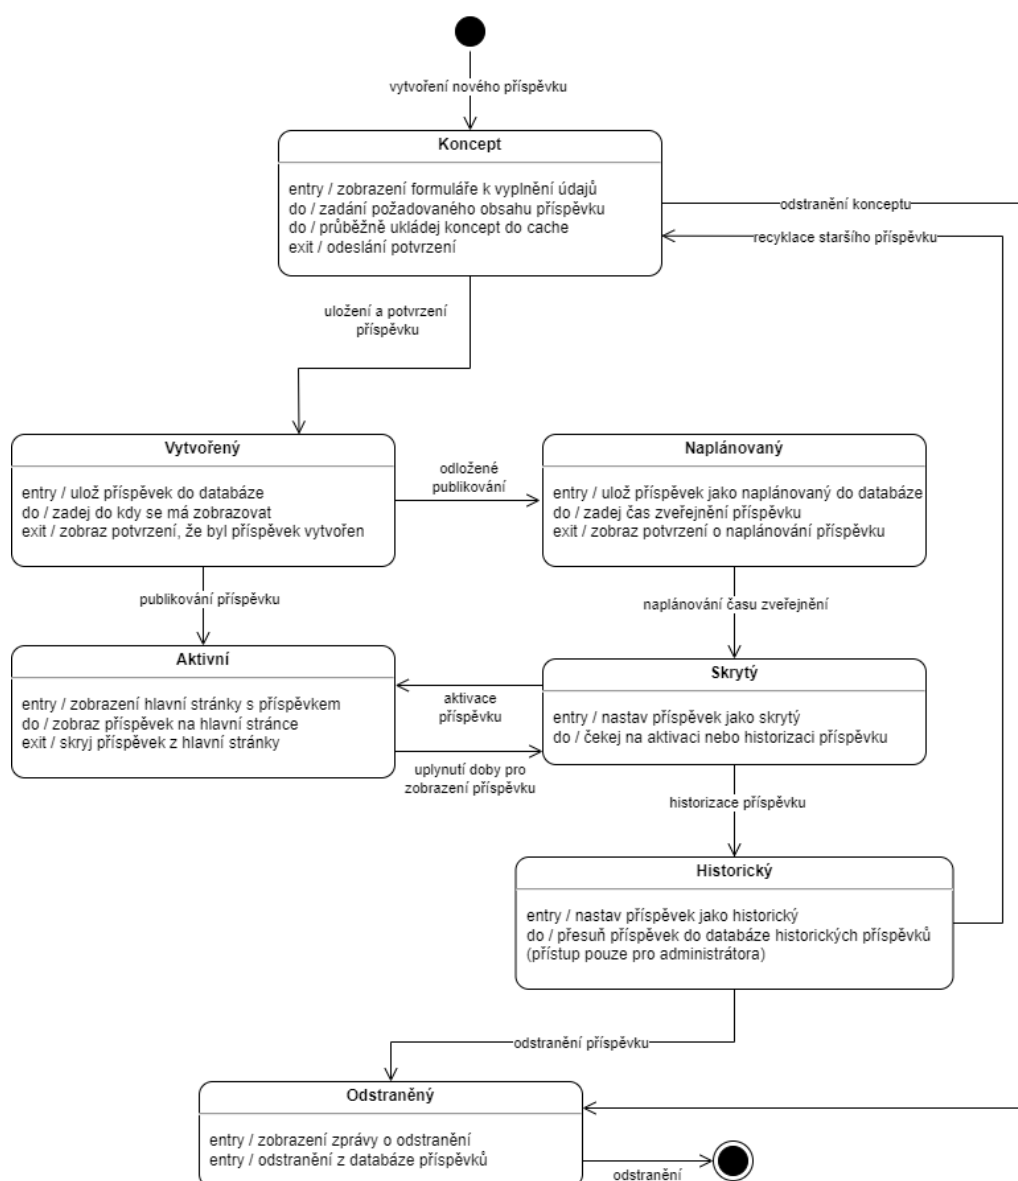 vytvoření nového příspěvku
Koncept
entry / zobrazení formuláře k vyplnění údajů
do / zadání požadovaného obsahu příspěvku
do / průběžně ukládej koncept do cache
exit / odeslání potvrzení
odstranění konceptu
recyklace staršího příspěvku
uložení a potvrzení
příspěvku
Vytvořený
entry / ulož příspěvek do databáze
do / zadej do kdy se má zobrazovat
exit / zobraz potvrzení, že byl příspěvek vytvořen
odložené
publikování
Naplánovaný
entry / ulož příspěvek jako naplánovaný do databáze
do / zadej čas zveřejnění příspěvku
exit / zobraz potvrzení o naplánování příspěvku
publikování příspěvku
naplánování času zveřejnění
Aktivní
entry / zobrazení hlavní stránky s příspěvkem
do / zobraz příspěvek na hlavní stránce
exit / skryj příspěvek z hlavní stránky
aktivace
příspěvku
uplynutí doby pro
zobrazení příspěvku
Skrytý
entry / nastav příspěvek jako skrytý
do / čekej na aktivaci nebo historizaci příspěvku
historizace příspěvku
Historický
entry / nastav příspěvek jako historický
do / přesuň příspěvek do databáze historických příspěvků
(přístup pouze pro administrátora)
odstranění příspěvku
Odstraněný
entry / zobrazení zprávy o odstranění
entry / odstranění z databáze příspěvků
odstranění